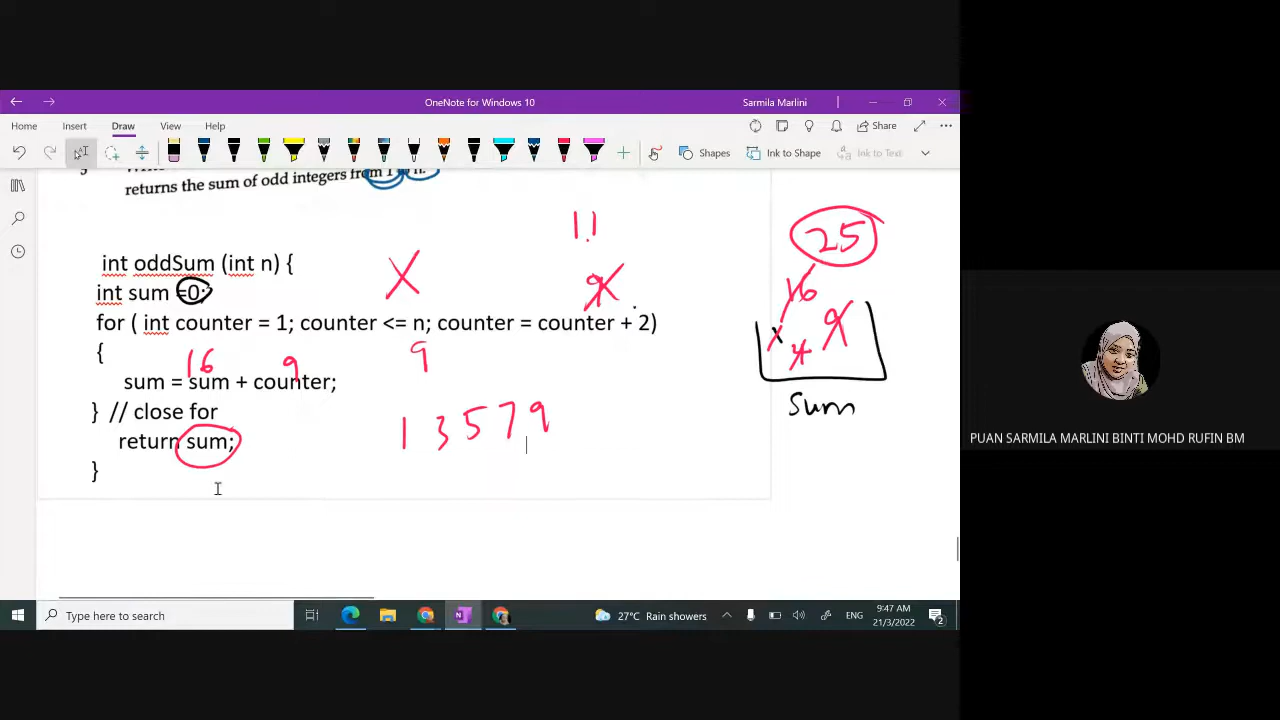 OneNote for Windows 10
Sarmila Marlini
Home Insert Draw View Help
Share
Shapes Ink to Shape Ink to Text
returns the sum of odd integers from 1 to n.
11
25
int oddSum (int n) {
X 9 16
int sum =0;
for ( int counter = 1; counter <= n; counter = counter + 2)
9
{
16 9 9
4
sum = sum + counter;
sum
} // close for
1 3 5 7 9
return sum;
}
PUAN SARMILA MARLINI BINTI MOHD RUFIN BM
Type here to search
27°C Rain showers
ENG
9:47 AM
21/3/2022
2